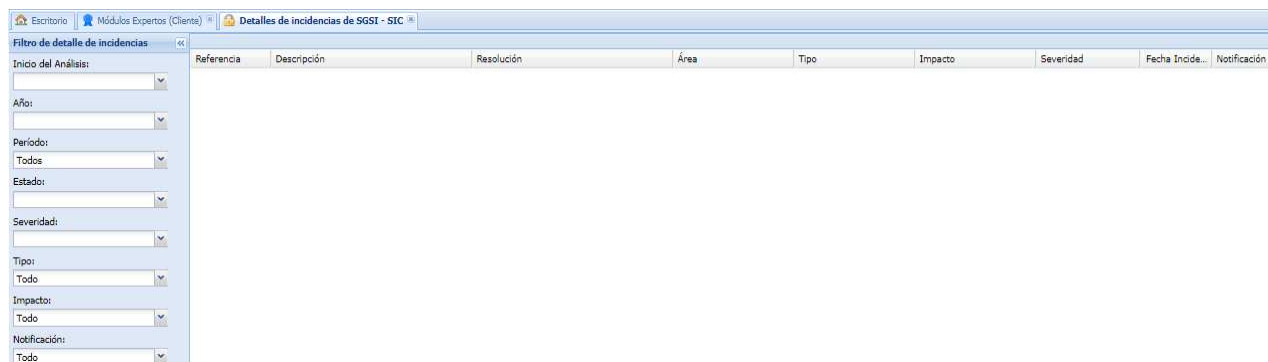 Escritorio
Módulos Expertos (Cliente)
Detalles de incidencias de SGSI - SIC
Filtro de detalle de incidencias
Inicio del Análisis:
Año:
Período:
Todos
Estado:
Severidad:
Tipo:
Todo
Impacto:
Todo
Notificación:
Todo
Referencia Descripción Resolución Área Tipo Impacto Severidad Fecha Incide... Notificación